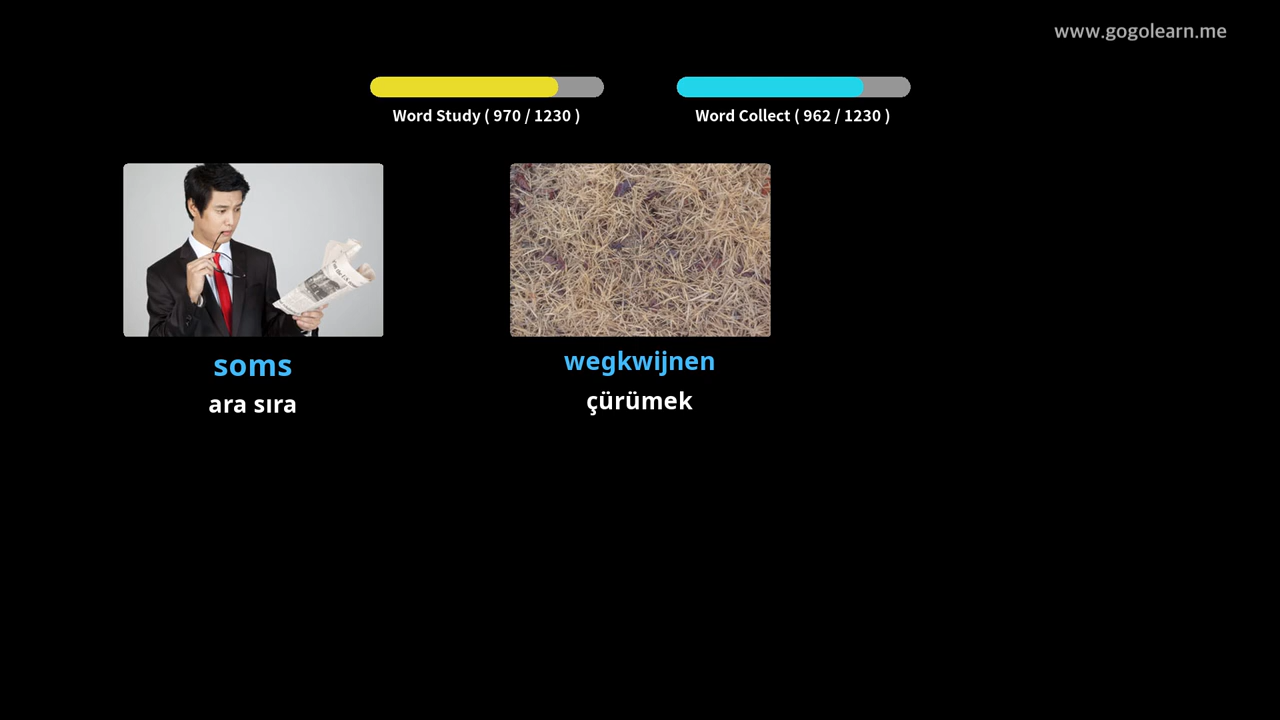 www.gogolearn.me
Word Study ( 970 / 1230 )
Word Collect ( 962 / 1230 )
soms
ara sıra
wegkwijnen
çürümek